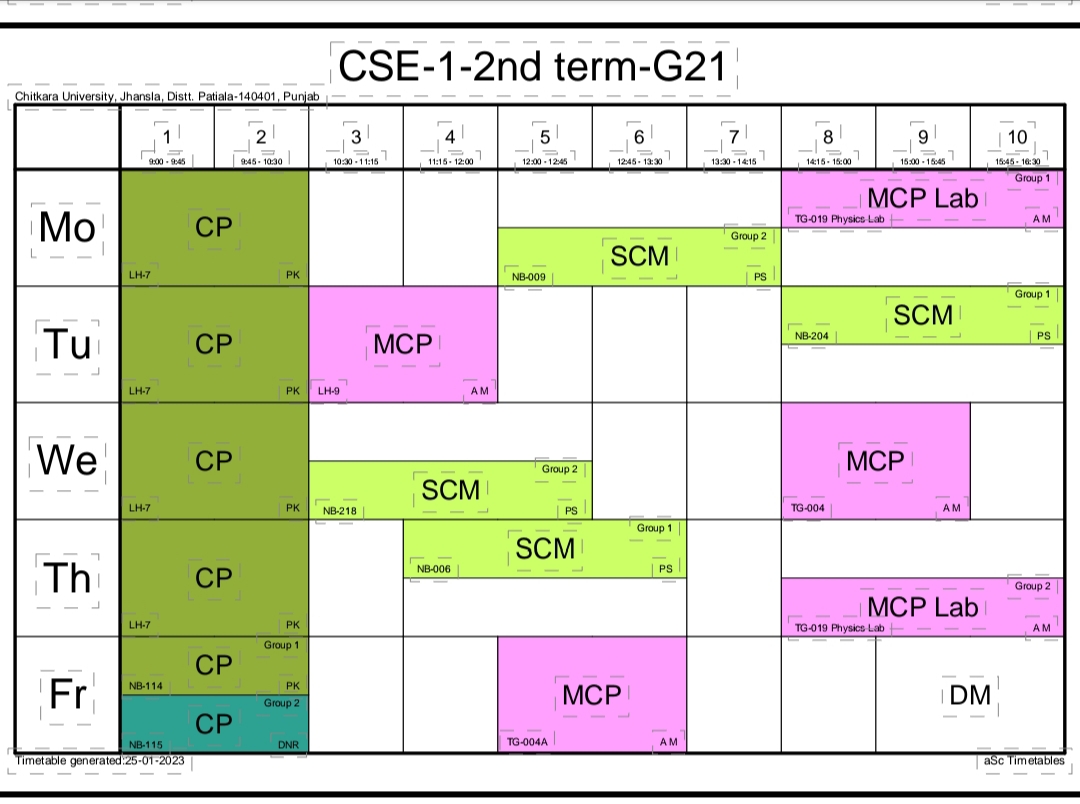 CSE-1-2nd term-G21
Chitkara University, Jhansla, Distt. Patiala-140401, Punjab
1 2 3 4 5 6 7 8 9 10
9:00 - 9:45 9:45 - 10:30 10:30 - 11:15 11:15 - 12:00 12:00 - 12:45 12:45 - 13:30 13:30 - 14:15 14:15 - 15:00 15:00 - 15:45 15:45 - 16:30
Mo
CP
LH-7 PK
Group 2
SCM
NB-009 PS
Group 1
MCP Lab
TG-019 Physics Lab A M
Tu
CP
LH-7 PK
MCP
LH-9 A M
Group 1
SCM
NB-204 PS
We
CP
LH-7 PK
Group 2
SCM
NB-218 PS
MCP
TG-004 A M
Th
CP
LH-7 PK
Group 1
SCM
NB-006 PS
Group 2
MCP Lab
TG-019 Physics Lab A M
Fr
Group 1
CP
NB-114 PK
Group 2
CP
NB-115 DNR
MCP
TG-004A A M
DM
Timetable generated:25-01-2023
aSc Timetables